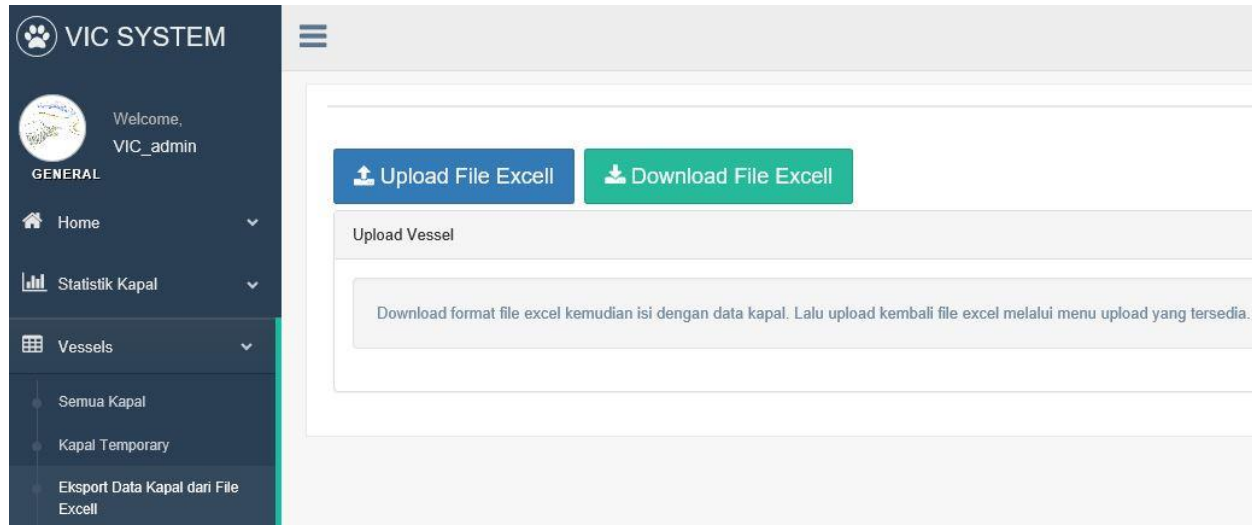 VIC SYSTEM
Welcome,
VIC_admin
GENERAL
Home
Statistik Kapal
Vessels
Semua Kapal
Kapal Temporary
Eksport Data Kapal dari File
Excell
Upload File Excell
Download File Excell
Upload Vessel
Download format file excel kemudian isi dengan data kapal. Lalu upload kembali file excel melalui menu upload yang tersedia.